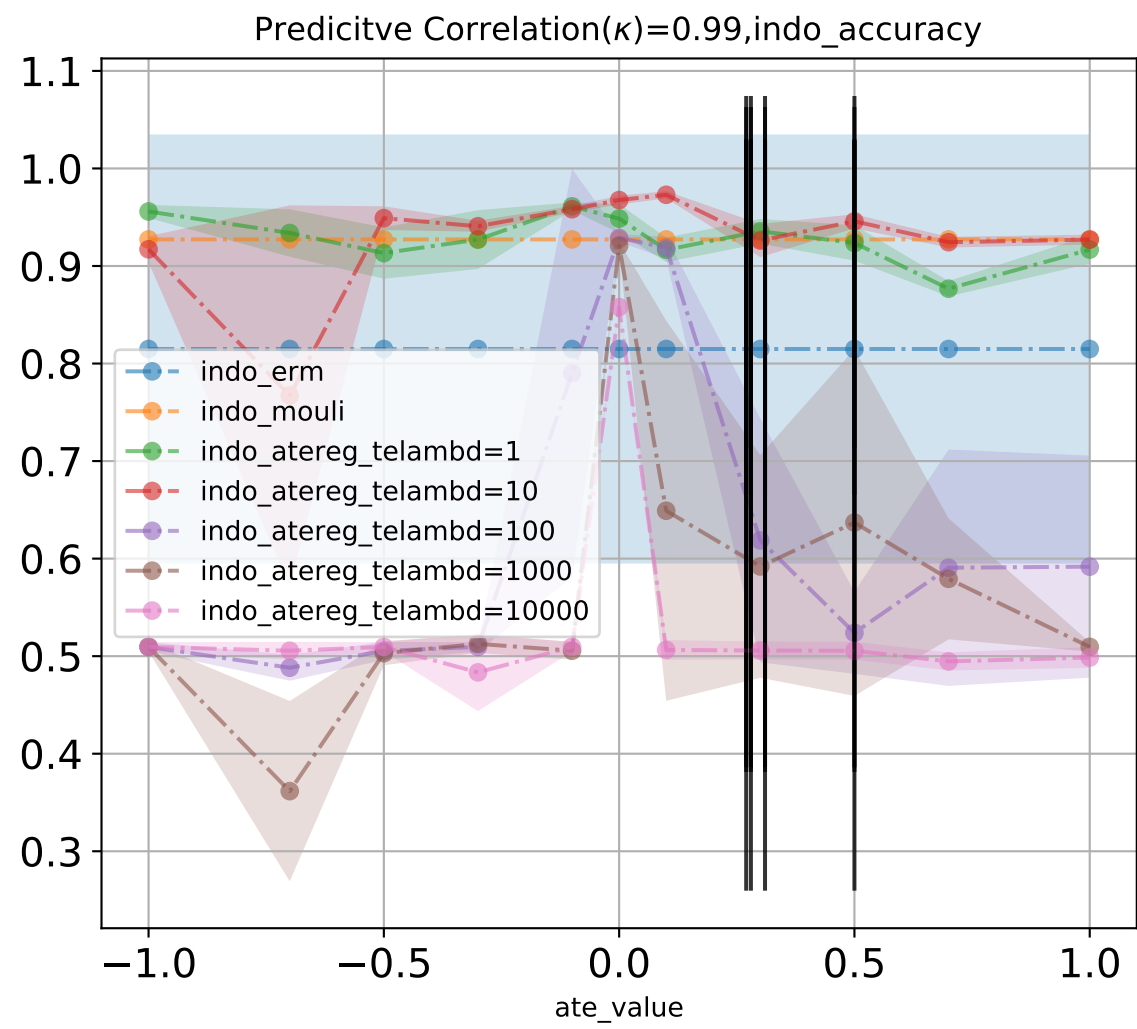 Predicitve Correlation(κ)=0.99,indo_accuracy
1.1
1.0
0.9
0.8
0.7
0.6
0.5
0.4
0.3
indo_erm
indo_mouli
indo_atereg_telambd=1
indo_atereg_telambd=10
indo_atereg_telambd=100
indo_atereg_telambd=1000
indo_atereg_telambd=10000
−1.0 −0.5 0.0 0.5 1.0
ate_value